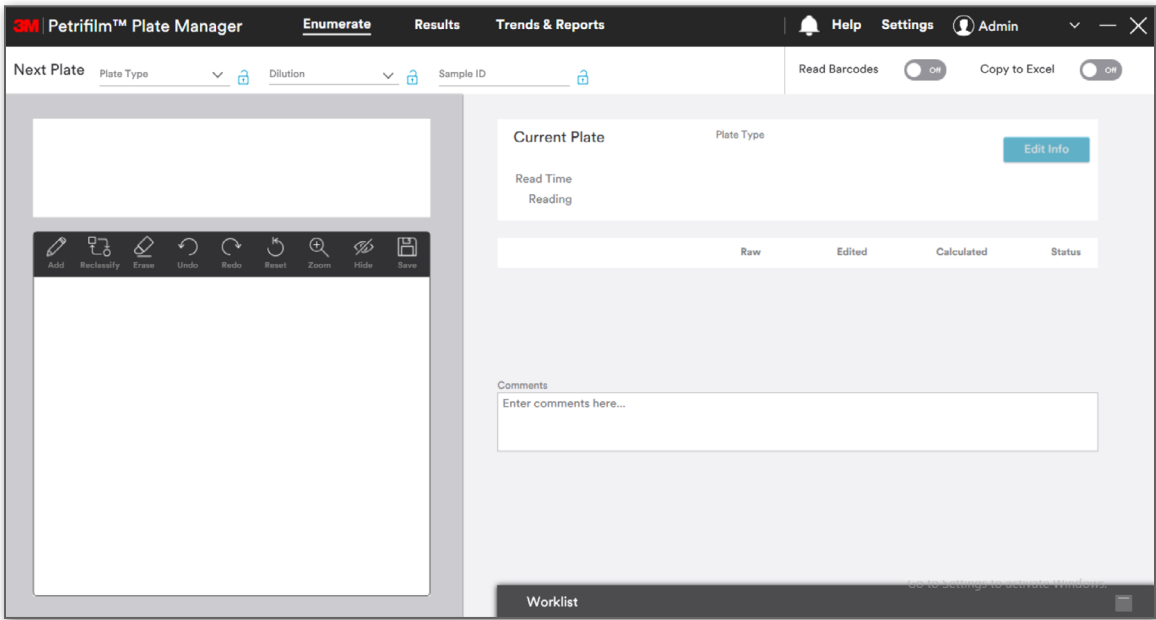 3M Petrifilm™ Plate Manager Enumerate Results Trends & Reports Help Settings Admin
Next Plate Plate Type Dilution Sample ID Read Barcodes Off Copy to Excel Off
Current Plate Plate Type Edit Info
Read Time
Reading
Add Reclassify Erase Undo Redo Reset Zoom Hide Save
Raw Edited Calculated Status
Comments
Enter comments here...
Go to Settings to activate Windows.
Worklist